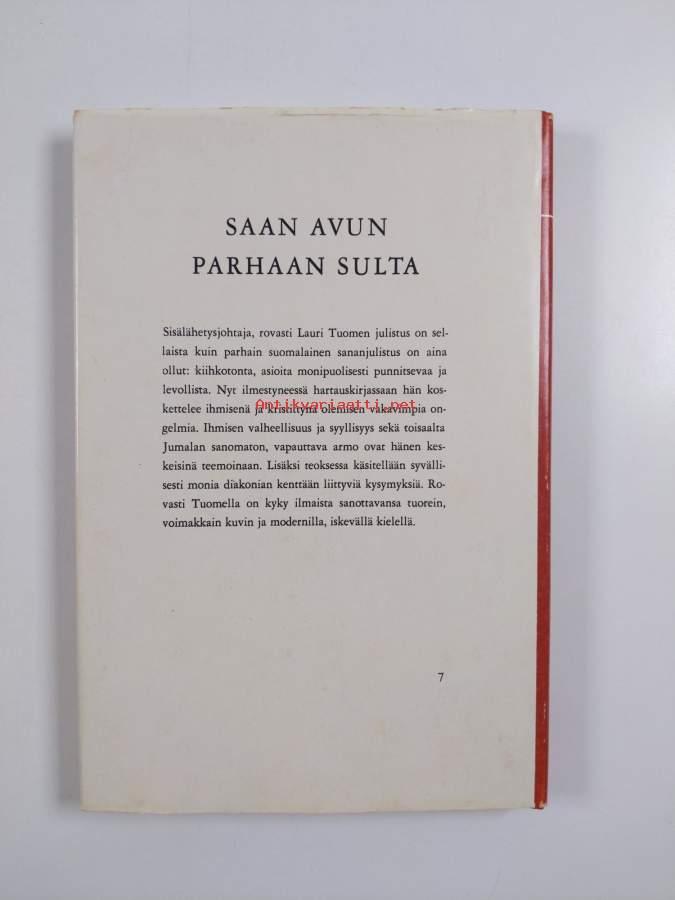 SAAN AVUN
PARHAAN SULTA
Sisälähetysjohtaja, rovasti Lauri Tuomen julistus on sel-
laista kuin parhain suomalainen sananjulistus on aina
ollut: kiihkotonta, asioita monipuolisesti punnitsevaa ja
levollista. Nyt ilmestyneessä hartauskirjassaan hän kos-
kettelee ihmisenä ja kristittynä olemisen vakavimpia on-
Antikvariaatti.net
gelmia. Ihmisen valheellisuus ja syyllisyys sekä toisaalta
Jumalan sanomaton, vapauttava armo ovat hänen kes-
keisinä teemoinaan. Lisäksi teoksessa käsitellään syvälli-
sesti monia diakonian kenttään liittyviä kysymyksiä. Ro-
vasti Tuomella on kyky ilmaista sanottavansa tuorein,
voimakkain kuvin ja modernilla, iskevällä kielellä.
7